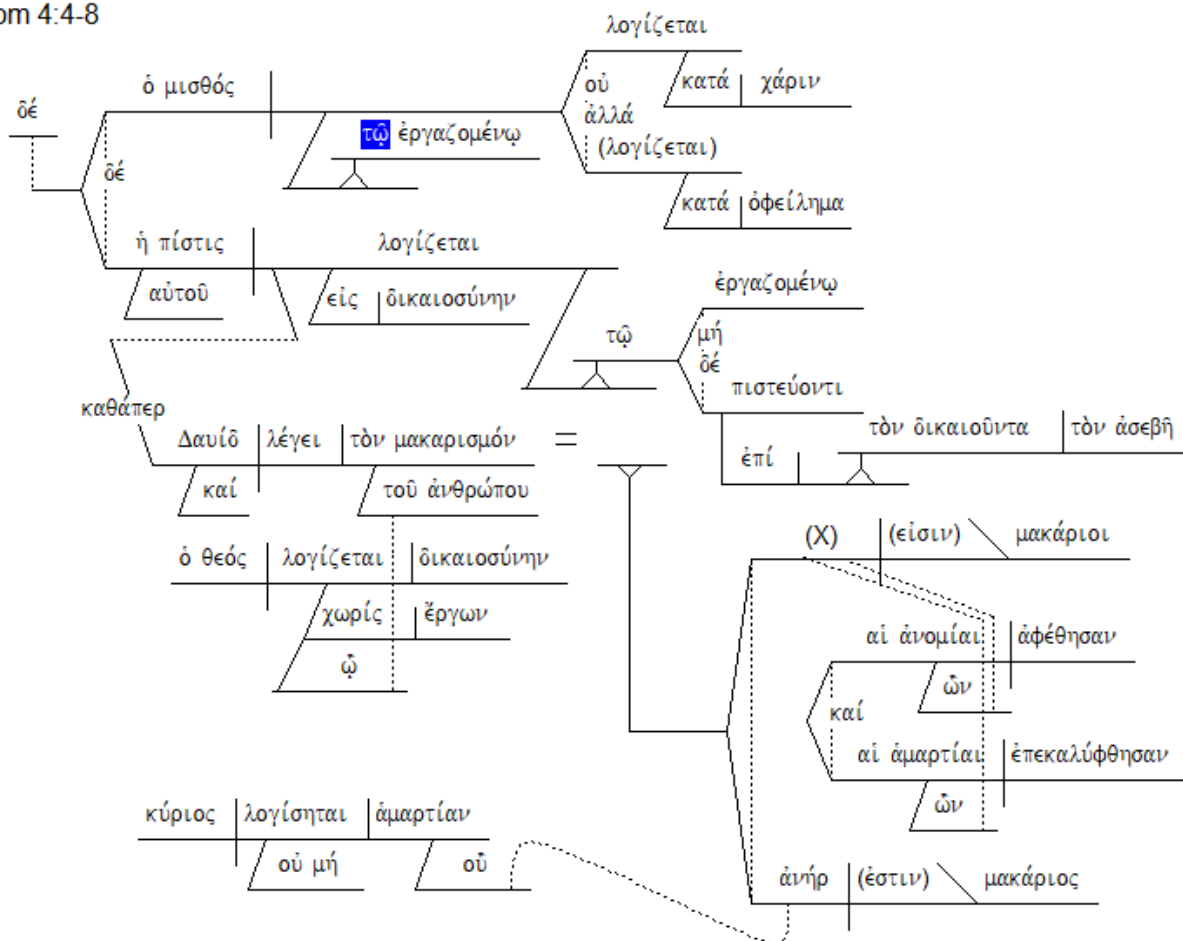 om 4:4-8
λογίζεται
ὁ μισθός
οὐ
κατά χάριν
δέ
ἀλλά
τῷ ἐργαζομένῳ
(λογίζεται)
δέ
κατά ὀφείλημα
ἡ πίστις λογίζεται
ἐργαζομένῳ
αὐτοῦ
εἰς δικαιοσύνην
τῷ
μή
δέ
πιστεύοντι
καθάπερ
Δαυίδ λέγει τὸν μακαρισμόν =
τὸν δικαιοῦντα τὸν ἀσεβῆ
ἐπί
καί
τοῦ ἀνθρώπου
(X) (εἰσιν) μακάριοι
ὁ θεός λογίζεται δικαιοσύνην
χωρίς ἔργων
αἱ ἀνομίαι ἀφέθησαν
ᾧ
ὧν
καί
αἱ ἁμαρτίαι ἐπεκαλύφθησαν
ὧν
κύριος λογίσηται ἁμαρτίαν
οὐ μή
οὗ
ἀνήρ (ἐστιν) μακάριος